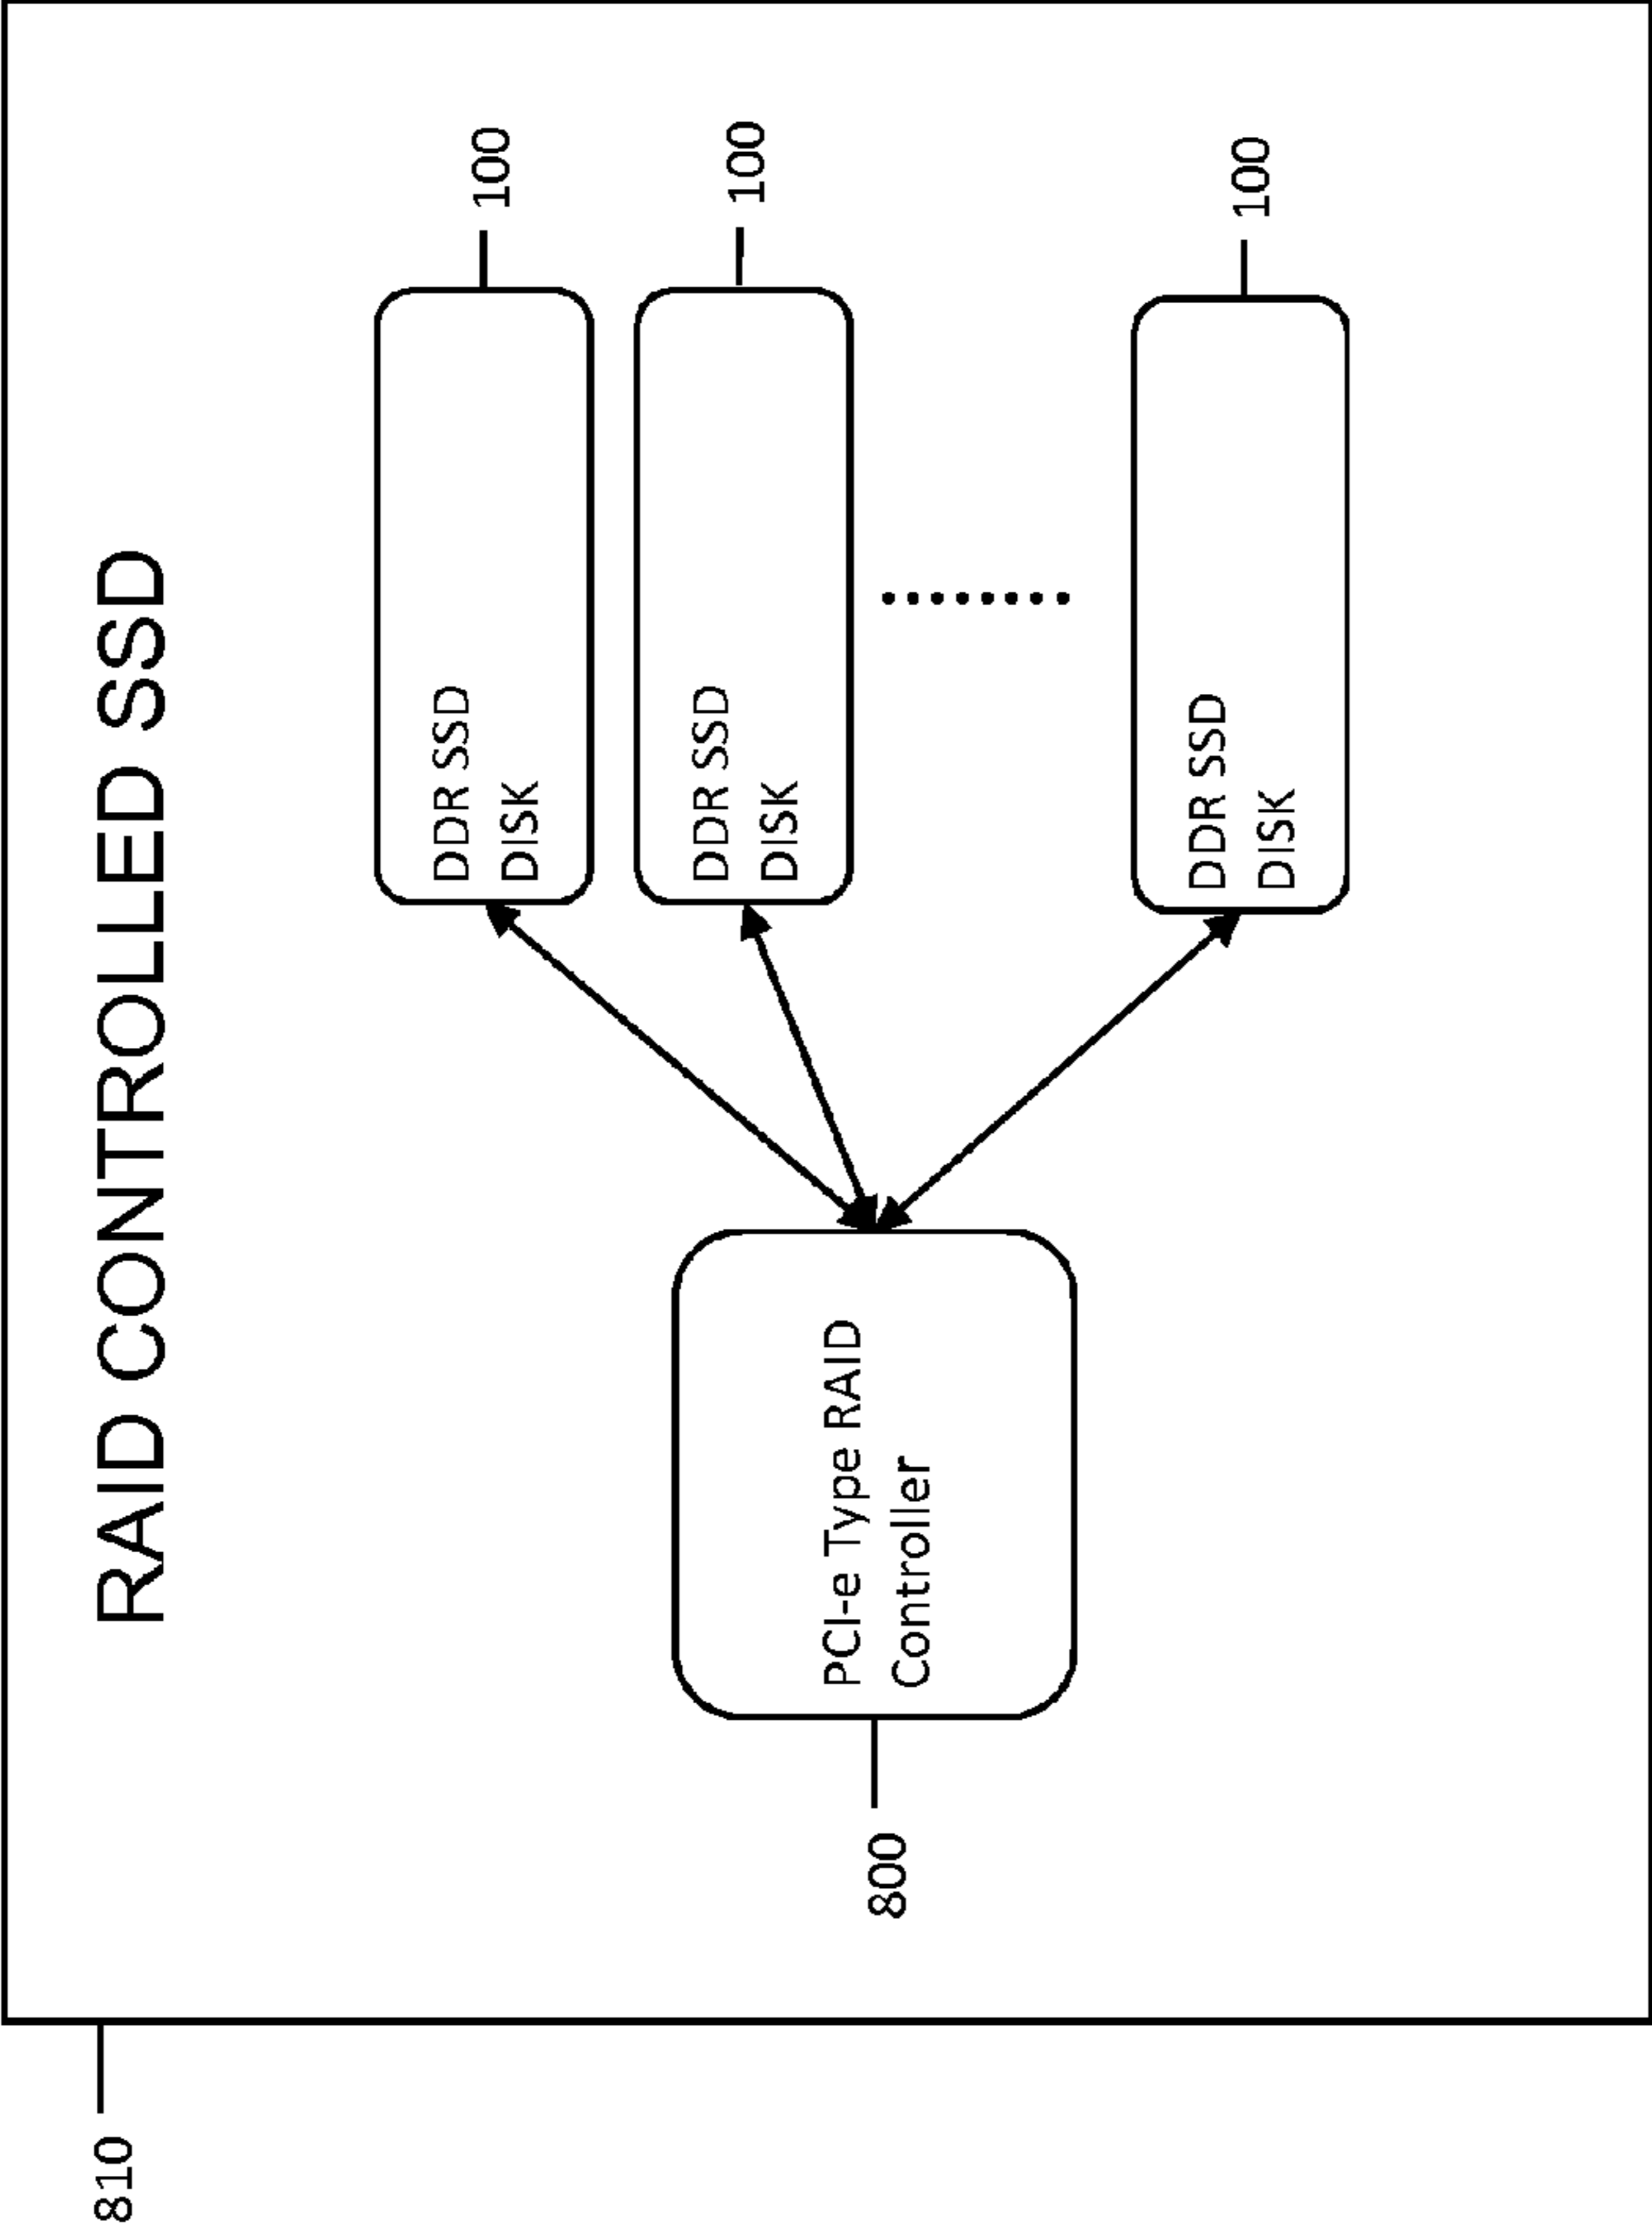 RAID CONTROLLED SSD
810
800
PCI-e Type RAID
Controller
DDR SSD
DISK
100
DDR SSD
DISK
100
DDR SSD
DISK
100